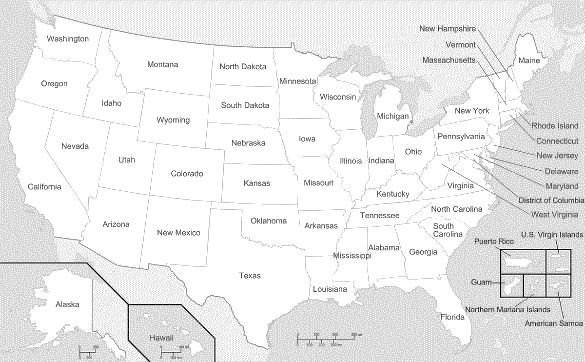 New Hampshire
Vermont
Massachusetts
Washington
Maine
Montana
North Dakota
Minnesota
Oregon
Idaho
Wisconsin
South Dakota
Michigan
New York
Wyoming
Rhode Island
Iowa
Pennsylvania
Connecticut
Nevada
Nebraska
Ohio
New Jersey
Utah
Illinois
Indiana
Delaware
Colorado
Kansas
Missouri
Maryland
California
Virginia
Kentucky
District of Columbia
West Virginia
Tennessee
North Carolina
Arizona
New Mexico
Oklahoma
Arkansas
South
Carolina
U.S. Virgin Islands
Puerto Rico
Alabama
Georgia
Mississippi
Texas
Louisiana
Guam
Alaska
Northern Mariana Islands
Florida
American Samoa
Hawaii